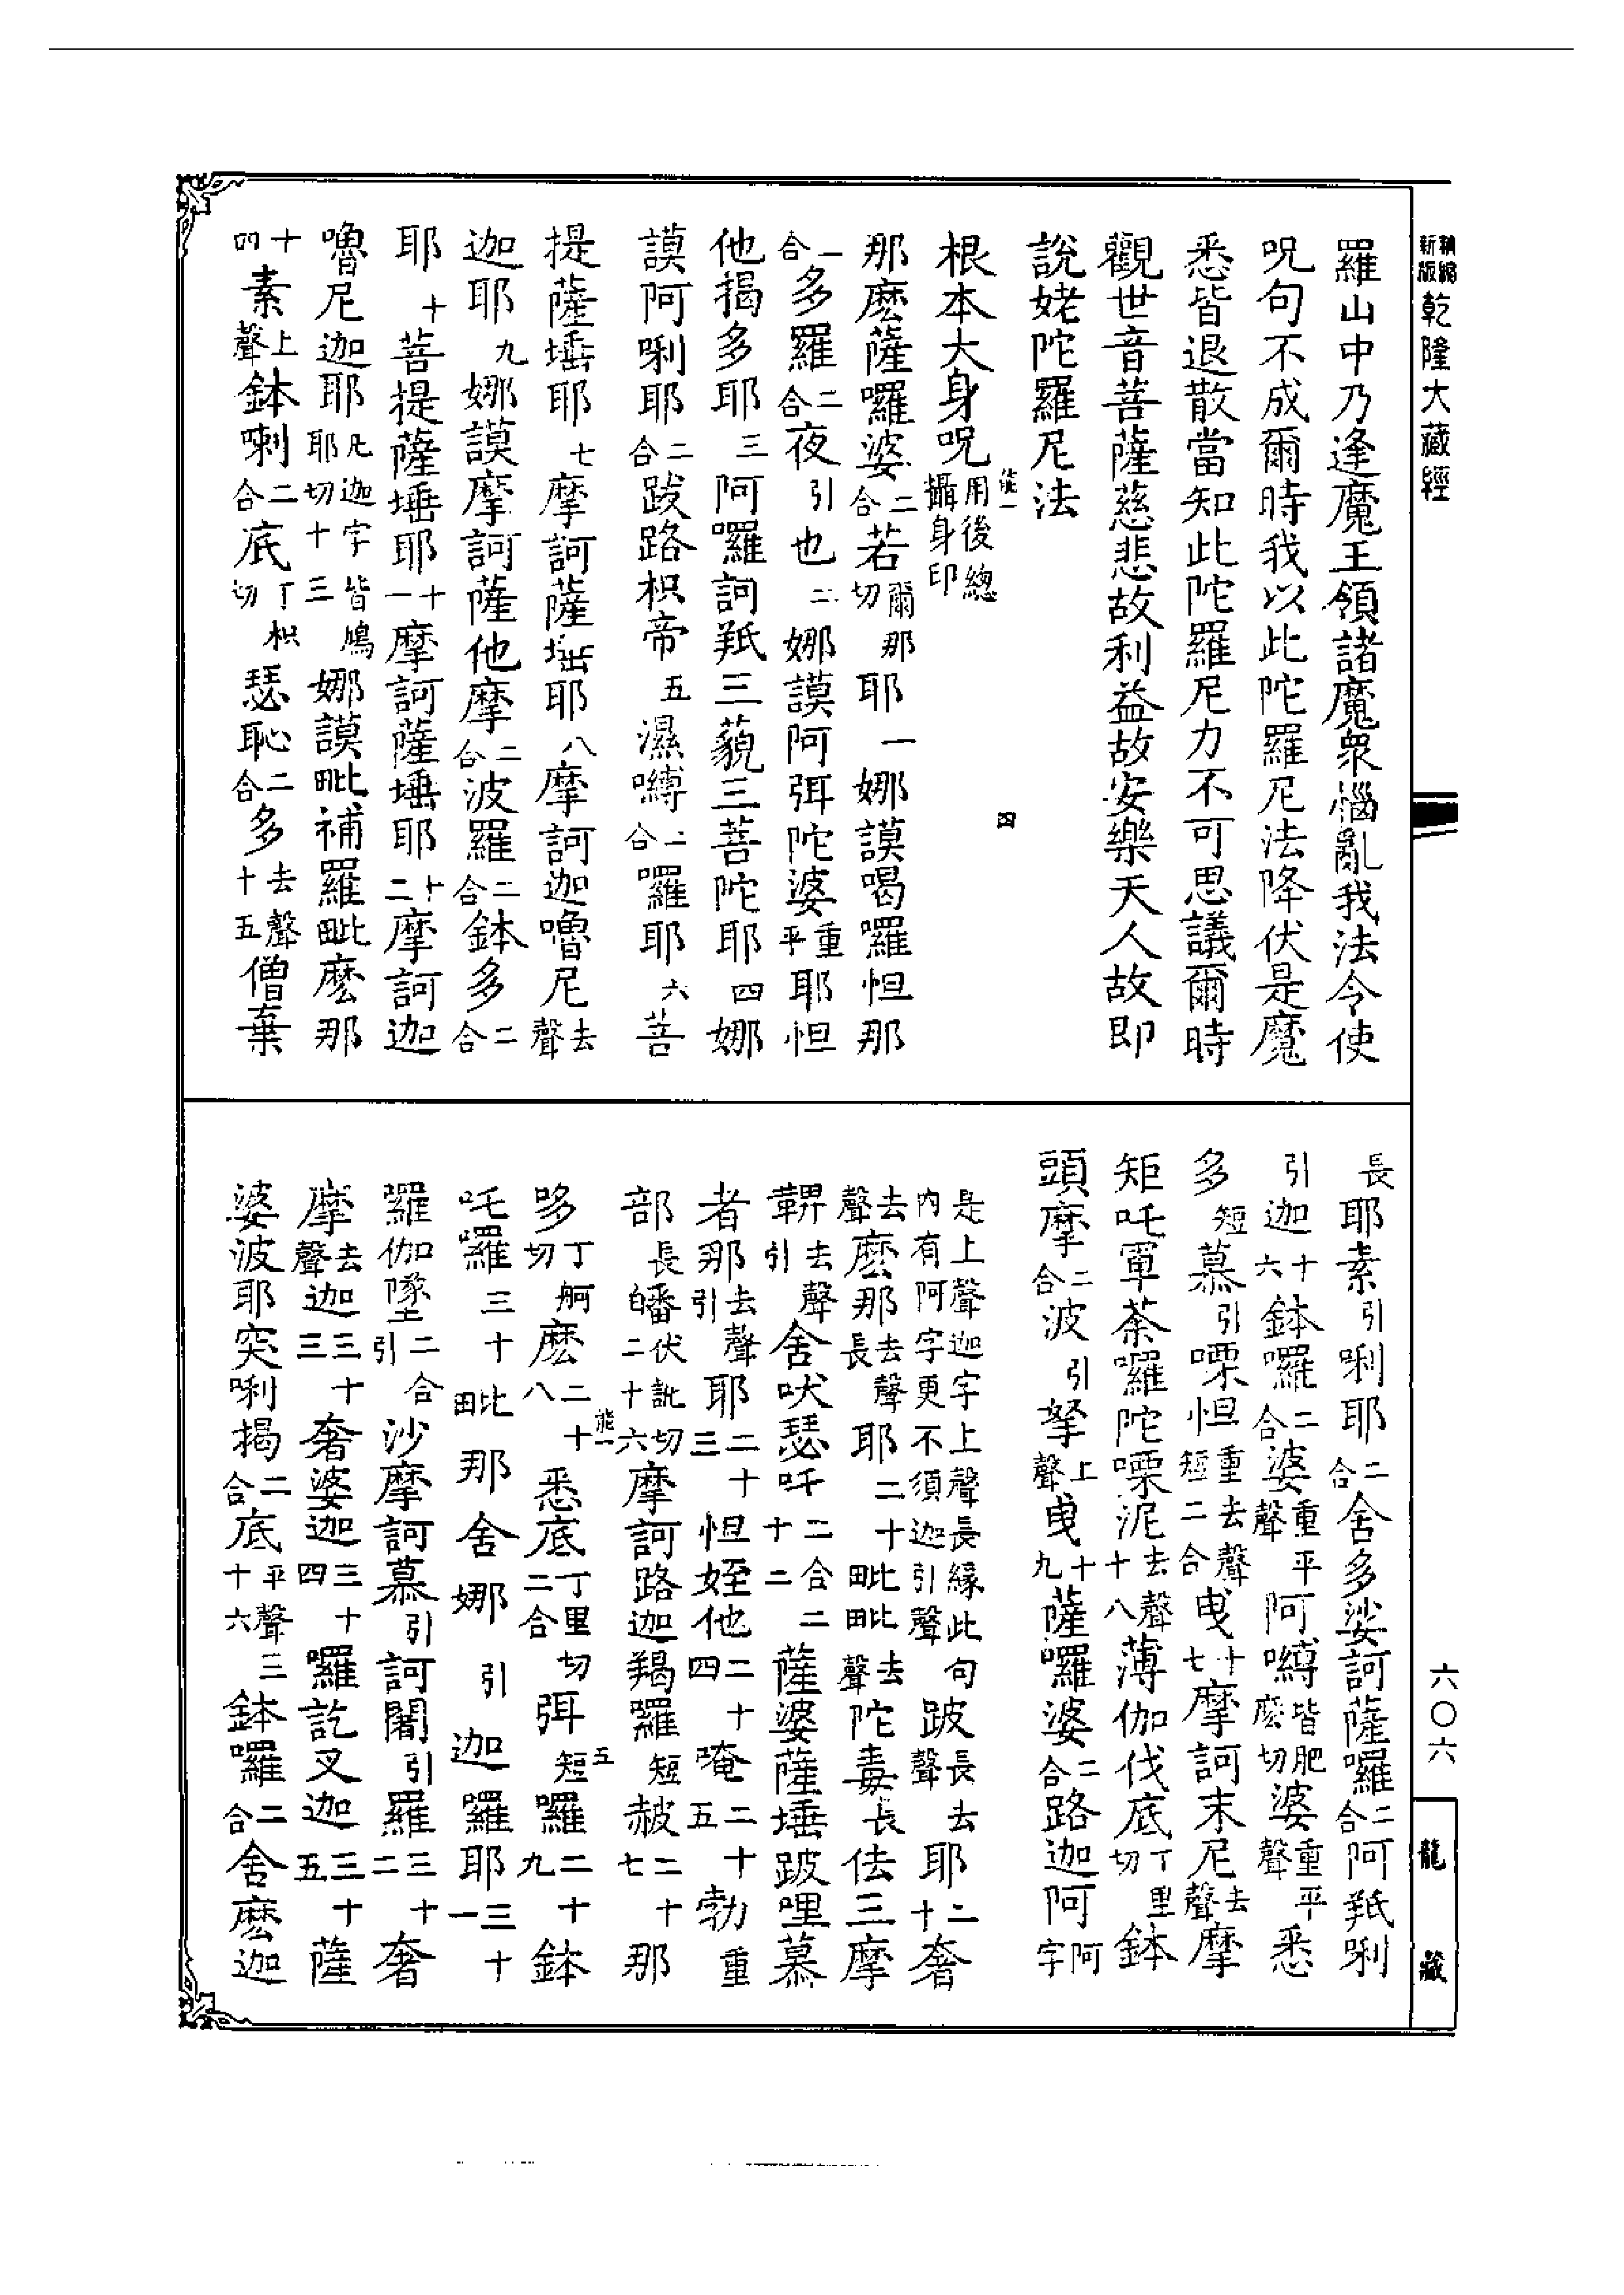 精縮新版乾隆大藏經
羅山中乃逢魔王領諸魔眾惱亂我法令使
呪句不成爾時我以此陀羅尼法降伏是魔
悉皆退散當知此陀羅尼力不可思議爾時
觀世音菩薩慈悲故利益故安樂天人故即
說姥陀羅尼法
根本大身呪用後總攝身印
那麽薩囉婆二合若爾那切耶一娜謨喝囉怛那
二合多羅二合夜引也二娜謨阿弭陀婆重平耶怛
他揭多耶三阿囉訶羝三藐三菩陀耶四娜
謨阿唎耶二合跋路枳帝五濕嚩二合囉耶六菩
提薩埵耶七摩訶薩埵耶八摩訶迦嚕尼去聲
迦耶九娜謨摩訶薩他摩二合波羅二合鉢多二合
耶十菩提薩埵耶十一摩訶薩埵耶十二摩訶迦
嚕尼迦耶凡迦字皆鳩耶切十三娜謨毗補羅毗麽那
十四素上聲鉢喇二合底丁枳切瑟恥二合多去聲十五僧棄
能一
四
長耶素引唎耶二合舍多娑訶薩囉二合阿羝唎
引迦十六鉢囉二合婆重平聲阿嚩皆肥麽切婆重平聲悉
多短慕引嘌怛重去聲短二合曳十七摩訶末尼去聲摩
矩吒軍荼囉陀嘌泥去聲十八薄伽伐底丁里切鉢
頭摩二合波引拏上聲曳十九薩囉婆二合路迦阿阿字
是上聲迦字上聲長緣此句內有阿字更不須迦引聲跛長去聲耶二十奢
去聲麽那去聲長耶二十一毗毗去聲陀毒長佉三摩
鞞去聲引舍吠瑟吒二合二十二薩婆薩埵跛哩慕
者那去聲引耶二十三怛姪他二十四唵二十五勃重
部長皤伏訛切二十六摩訶路迦羯羅短赦二十七那
哆丁舸切麽二十八悉底丁里切二合弭短囉二十九鉢
吒囉三十毗那舍娜引迦囉耶三十一
羅伽墜二合引沙摩訶慕引訶闍引羅三十二奢
摩去聲迦三十三奢婆迦三十四囉訖叉迦三十五薩
婆波耶突唎揭二合底平聲三十六鉢囉二合舍麽迦
能一
五
六〇六
龍藏